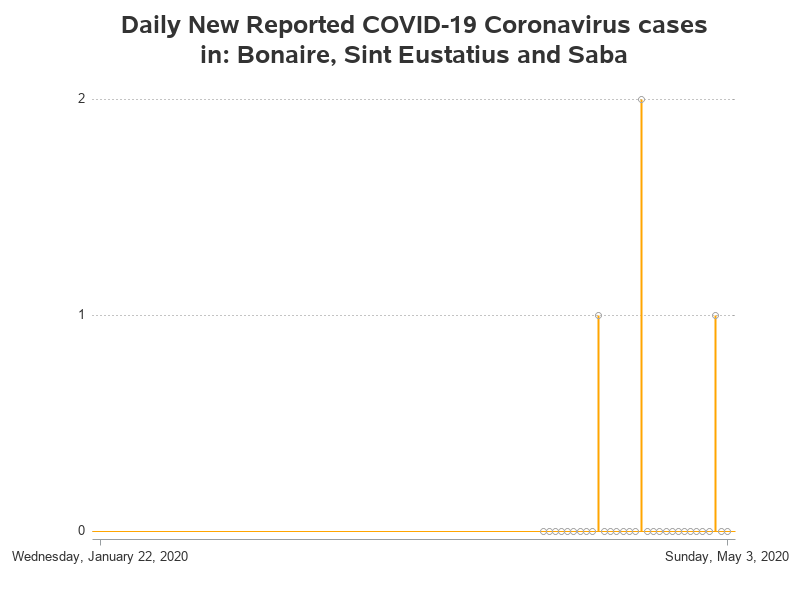 Daily New Reported COVID-19 Coronavirus cases
in: Bonaire, Sint Eustatius and Saba
2
1
0
Wednesday, January 22, 2020
Sunday, May 3, 2020